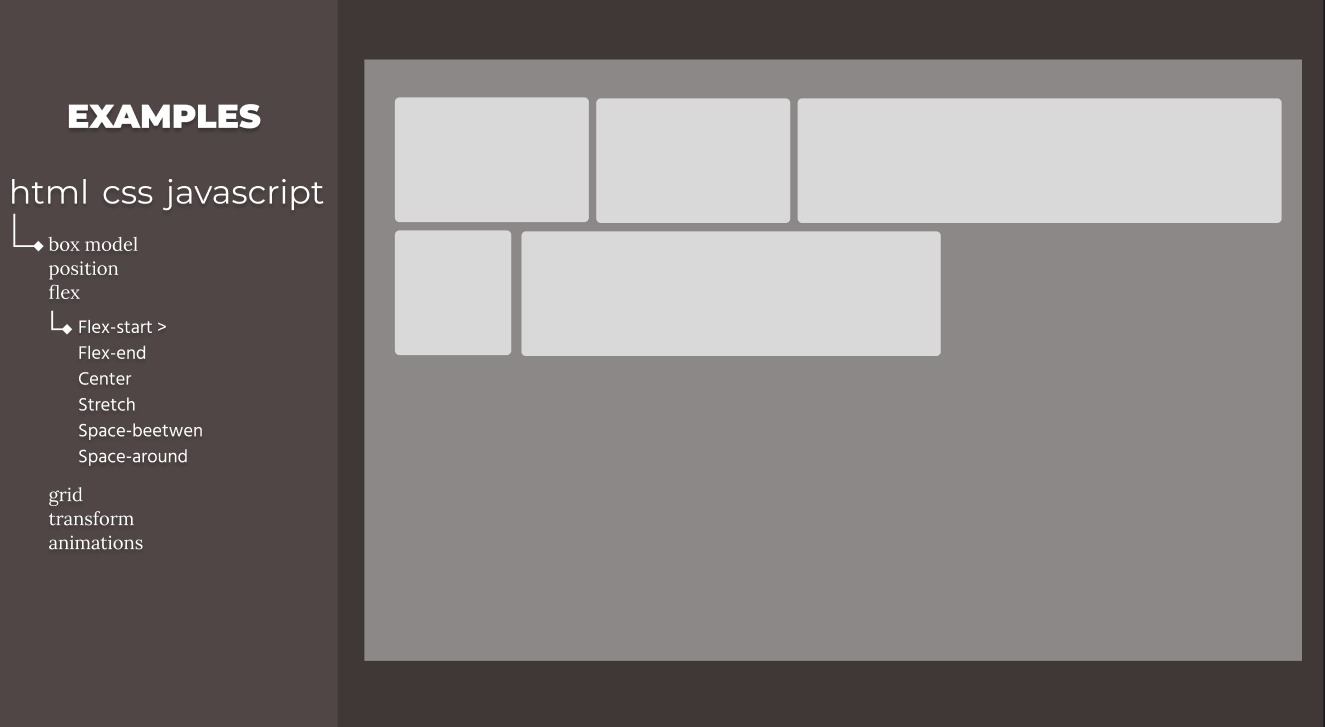 EXAMPLES
html css javascript
box model
position
flex
Flex-start >
Flex-end
Center
Stretch
Space-beetwen
Space-around
grid
transform
animations